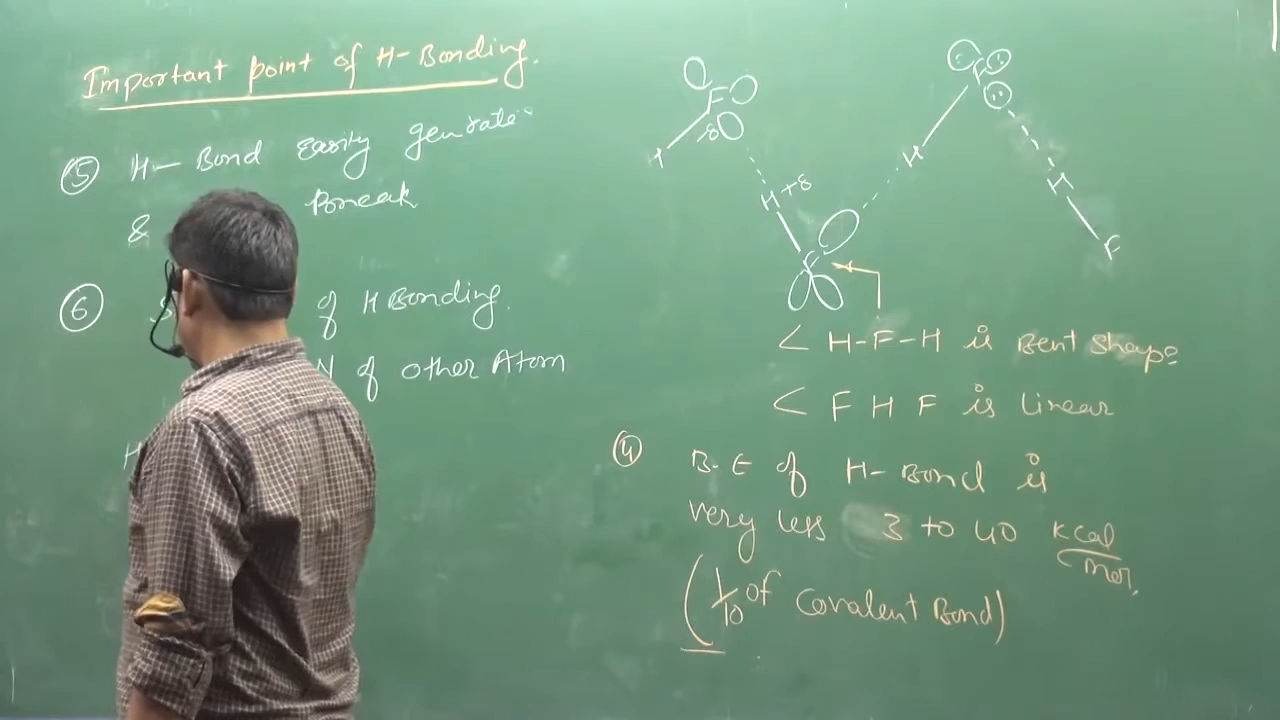 Important point of H-Bonding.
⑤ H-Bond easily
& Break
⑥ of H Bonding.
N of other Atom
H
F
-δ
H +δ
F
F
H
H
F
< H-F-H is Bent Shape
< F H F is linear
④ B.E of H-Bond is
very less 3 to 40 kcal/mol.
(1/10 of covalent Bond)